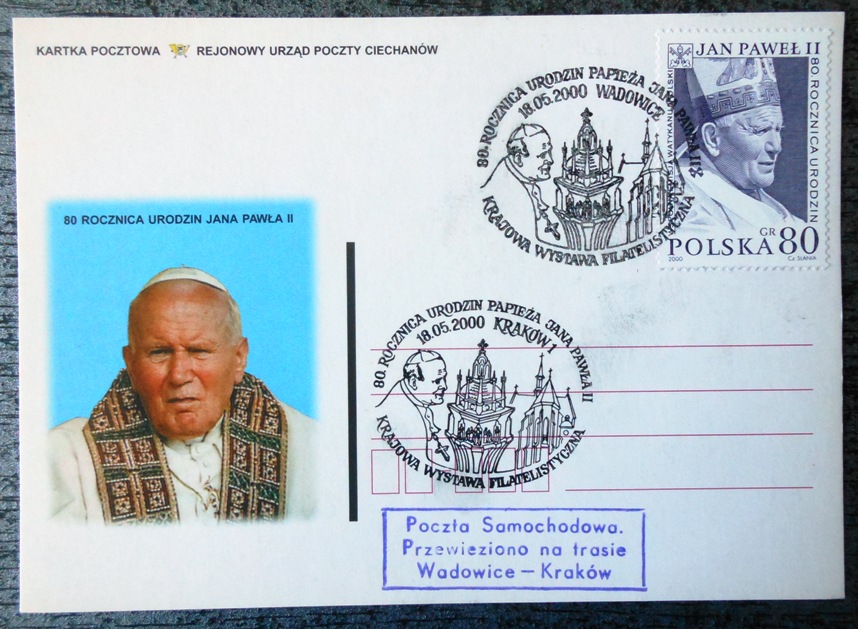 KARTKA POCZTOWA REJONOWY URZĄD POCZTY CIECHANÓW
80 ROCZNICA URODZIN JANA PAWŁA II
80. ROCZNICA URODZIN PAPIEŻA JANA PAWŁA II
18.05.2000 WADOWICE
KRAJOWA WYSTAWA FILATELISTYCZNA
JAN PAWEŁ II
80 ROCZNICA URODZIN
POLSKA GR 80
2000 Cz. SŁANIA
80. ROCZNICA URODZIN PAPIEŻA JANA PAWŁA II
18.05.2000 KRAKÓW 1
KRAJOWA WYSTAWA FILATELISTYCZNA
Poczta Samochodowa.
Przewieziono na trasie
Wadowice – Kraków